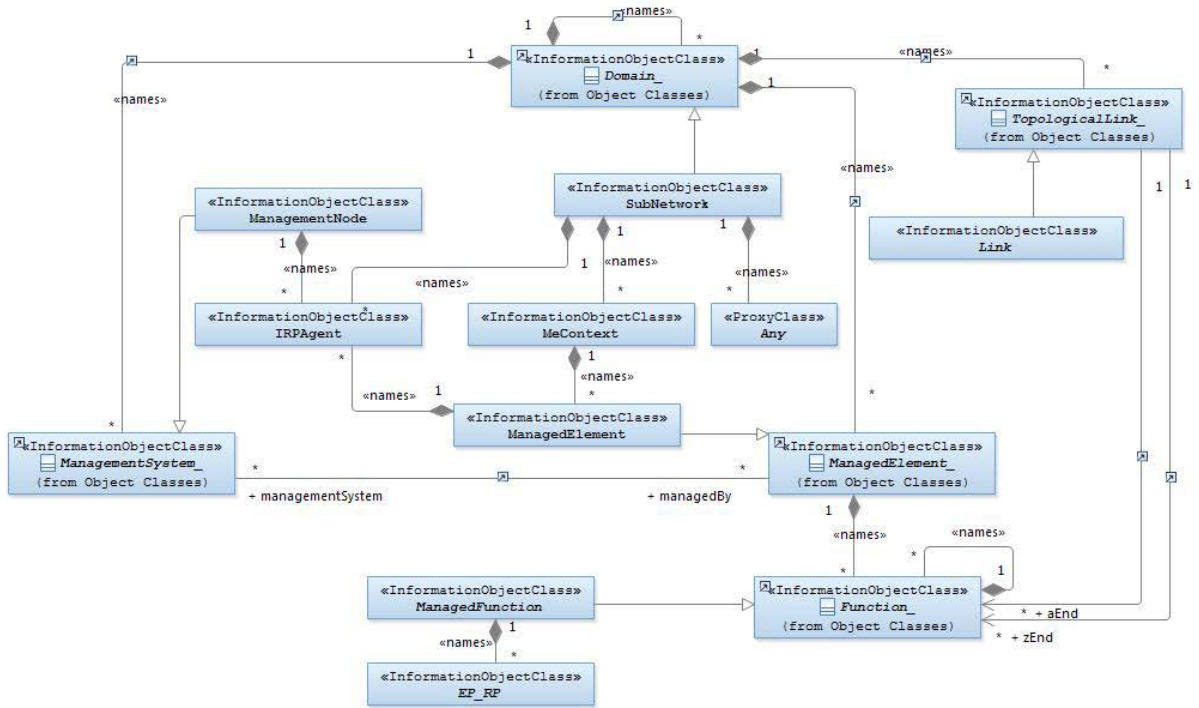 «names»
1
*
1
1
«names»
*
«InformationObjectClass»
Domain_
(from Object Classes)
1
«names»
«InformationObjectClass»
TopologicalLink_
(from Object Classes)
«names»
1
1
«InformationObjectClass»
SubNetwork
«InformationObjectClass»
ManagementNode
1
1
1
1
«InformationObjectClass»
Link
«names»
«names»
«names»
«names»
*
*
*
*
«InformationObjectClass»
IRPAgent
«InformationObjectClass»
MeContext
«ProxyClass»
Any
*
1
«names»
«names»
1
*
*
«InformationObjectClass»
ManagedElement
*
«InformationObjectClass»
ManagementSystem_
(from Object Classes)
«InformationObjectClass»
ManagedElement_
(from Object Classes)
*
*
+ managementSystem
+ managedBy
1
«names»
«names»
*
*
1
«InformationObjectClass»
ManagedFunction
«InformationObjectClass»
Function_
(from Object Classes)
* + aEnd
* + zEnd
1
«names»
*
«InformationObjectClass»
EP_RP